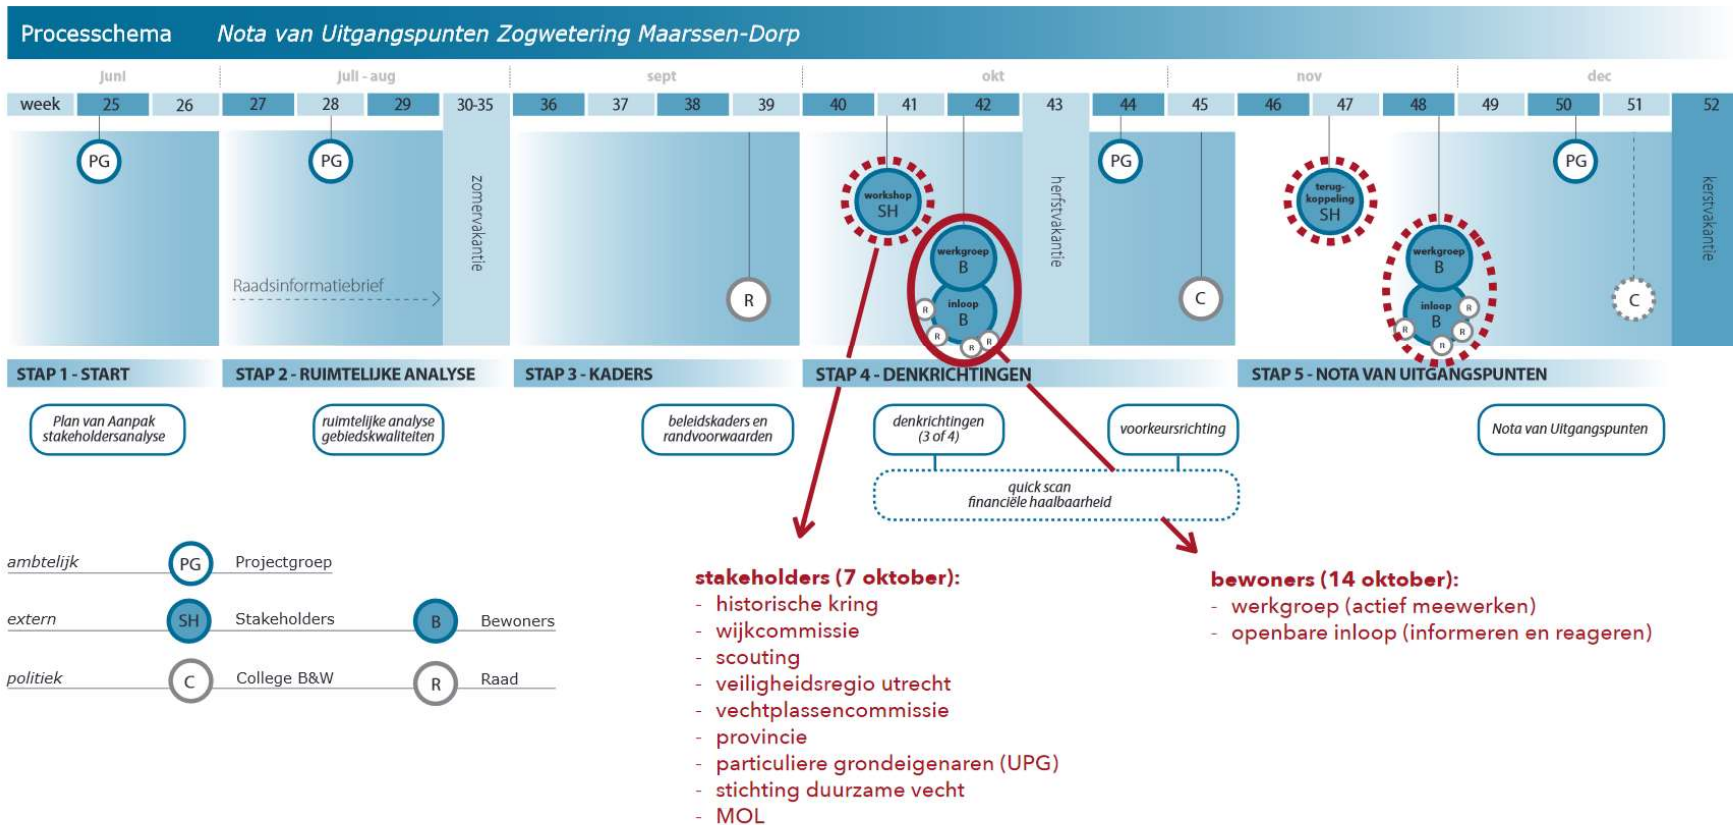 Processchema Nota van Uitgangspunten Zogwetering Maarssen-Dorp
juni juli - aug sept okt nov dec
week 25 26 27 28 29 30-35 36 37 38 39 40 41 42 43 44 45 46 47 48 49 50 51 52
PG
PG
zomervakantie
Raadsinformatiebrief
R
workshop
SH
werkgroep
B
inloop
B
R
R
R
R
herfstvakantie
PG
C
terug-
koppeling
SH
werkgroep
B
inloop
B
R
R
R
R
PG
C
kerstvakantie
STAP 1 - START
STAP 2 - RUIMTELIJKE ANALYSE
STAP 3 - KADERS
STAP 4 - DENKRICHTINGEN
STAP 5 - NOTA VAN UITGANGSPUNTEN
Plan van Aanpak
stakeholdersanalyse
ruimtelijke analyse
gebiedskwaliteiten
beleidskaders en
randvoorwaarden
denkrichtingen
(3 of 4)
voorkeursrichting
Nota van Uitgangspunten
quick scan
financiële haalbaarheid
ambtelijk PG Projectgroep
extern SH Stakeholders B Bewoners
politiek C College B&W R Raad
stakeholders (7 oktober):
- historische kring
- wijkcommissie
- scouting
- veiligheidsregio utrecht
- vechtplassencommissie
- provincie
- particuliere grondeigenaren (UPG)
- stichting duurzame vecht
- MOL
bewoners (14 oktober):
- werkgroep (actief meewerken)
- openbare inloop (informeren en reageren)